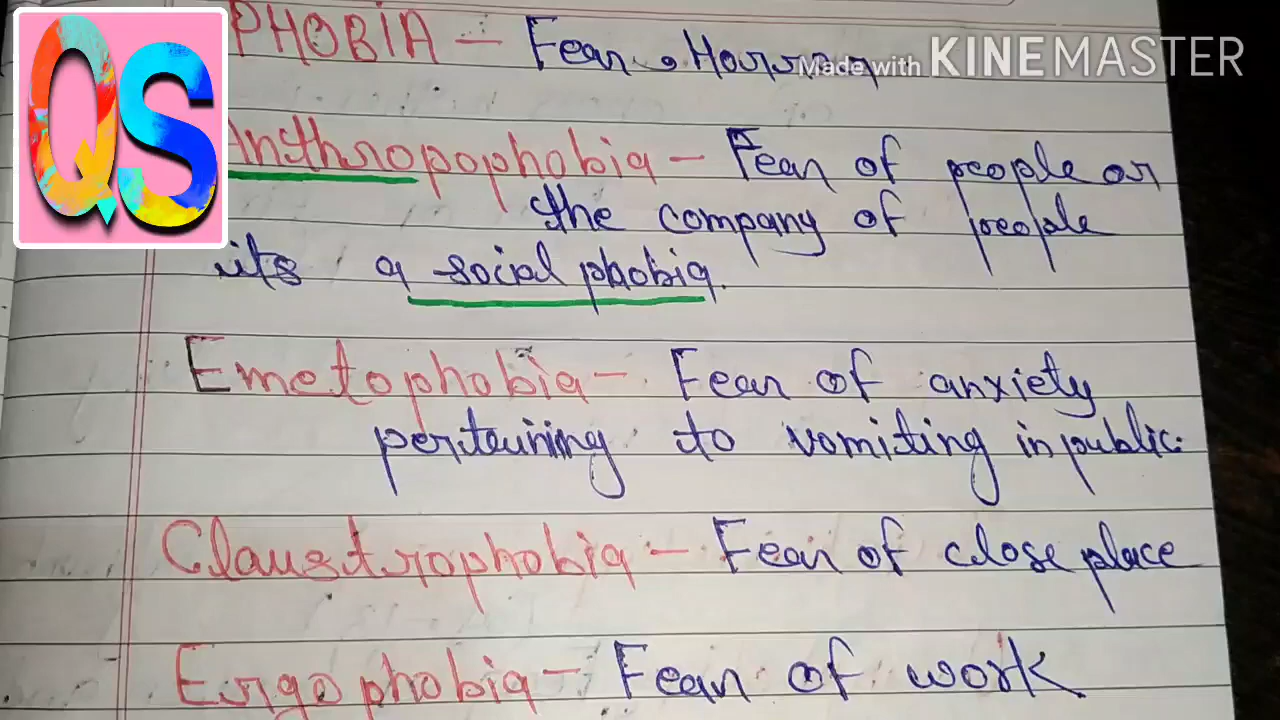 QS
PHOBIA - Fear, Horror
Made with KINEMASTER
Anthropophobia - Fear of people or
the company of people
its a social phobia.
Emetophobia - Fear of anxiety
pertaining to vomiting in public.
Claustrophobia - Fear of close place
Ergophobia - Fear of work